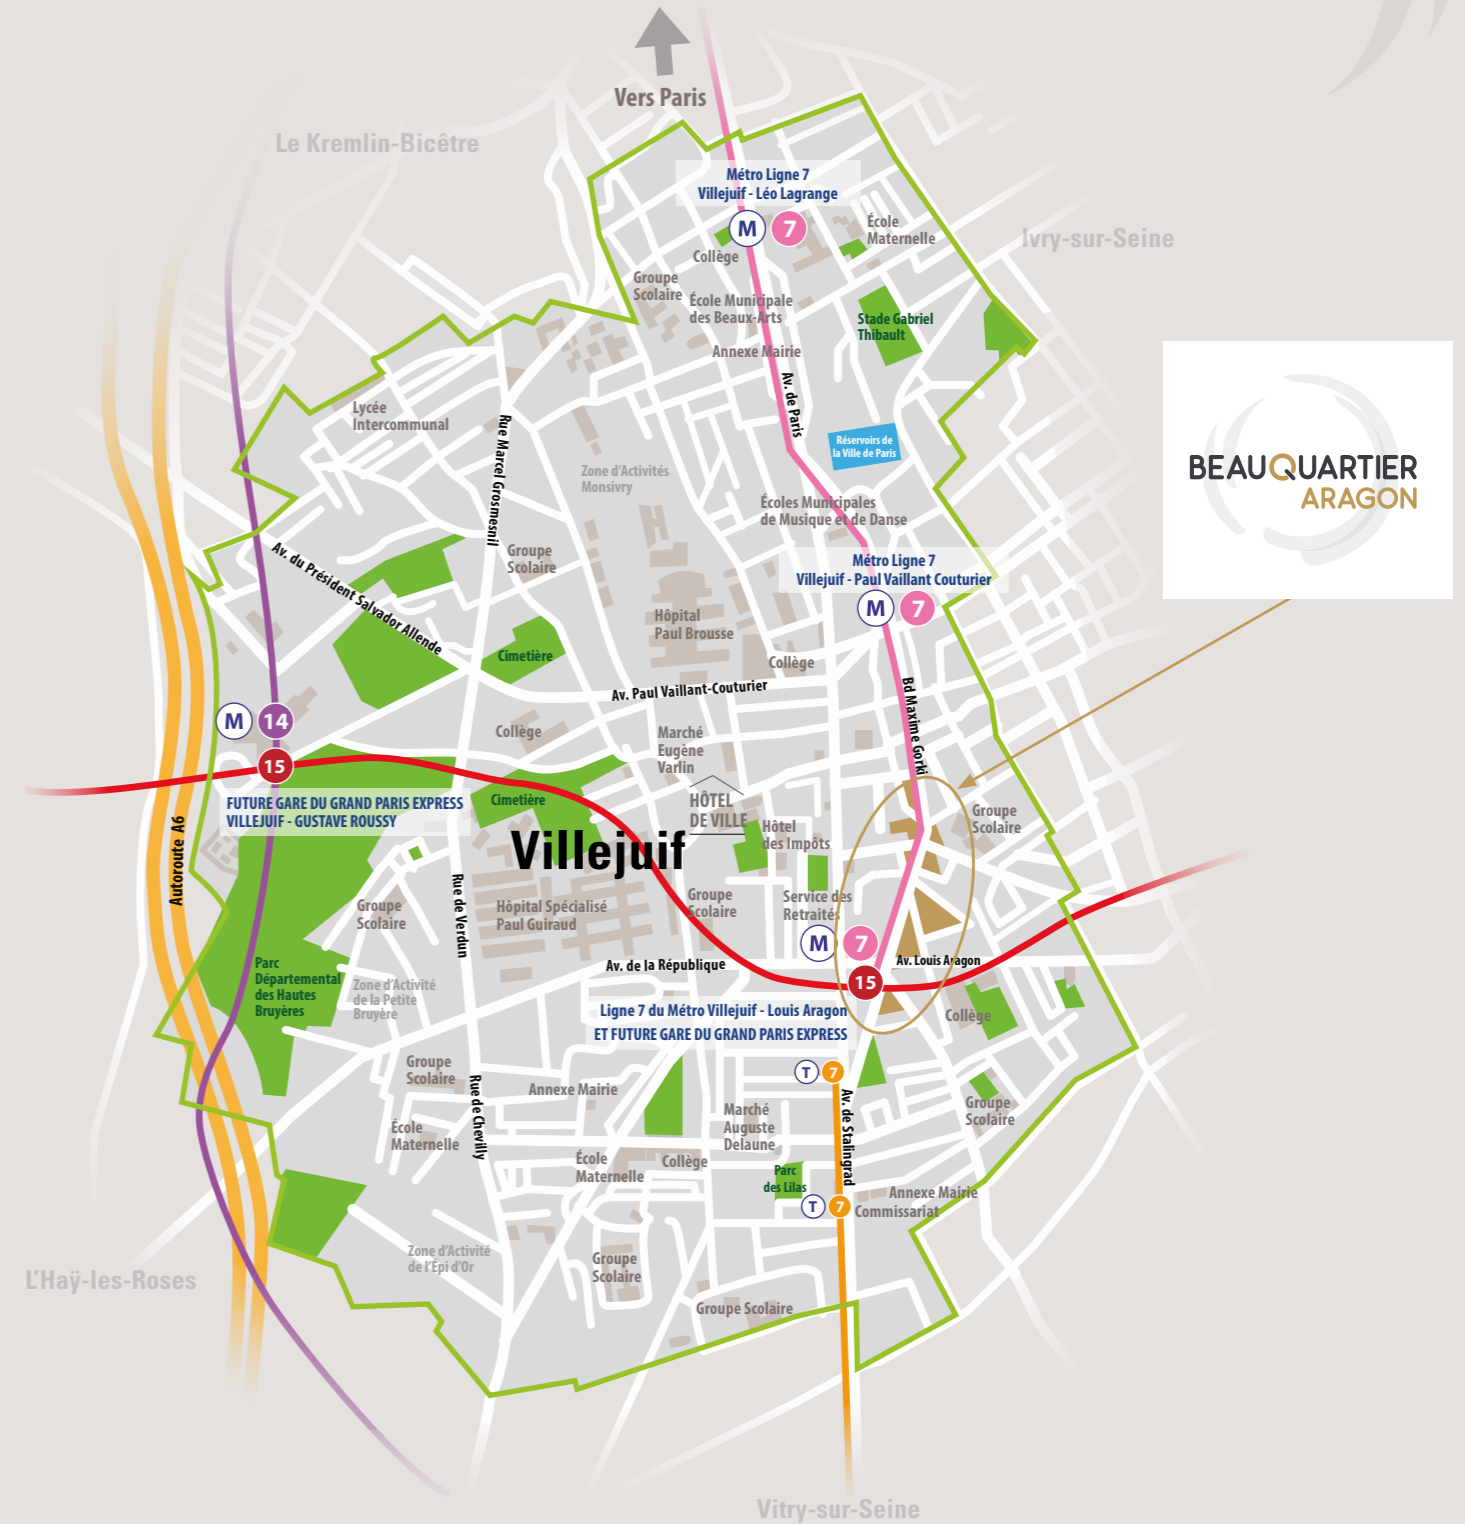 Vers Paris
Le Kremlin-Bicêtre
Métro Ligne 7
Villejuif - Léo Lagrange
M
7
École
Maternelle
Ivry-sur-Seine
Collège
Groupe
Scolaire
École Municipale
des Beaux-Arts
Stade Gabriel
Thibault
Annexe Mairie
Av. de Paris
Lycée
Intercommunal
Rue Marcel Grosmesnil
Réservoirs de
la Ville de Paris
BEAUQUARTIER
ARAGON
Zone d'Activités
Monsivry
Écoles Municipales
de Musique et de Danse
Av. du Président Salvador Allende
Groupe
Scolaire
Métro Ligne 7
Villejuif - Paul Vaillant Couturier
M
7
Hôpital
Paul Brousse
Cimetière
Collège
Av. Paul Vaillant-Couturier
Bd Maxime Gorki
M
14
15
Collège
Marché
Eugène
Varlin
FUTURE GARE DU GRAND PARIS EXPRESS
VILLEJUIF - GUSTAVE ROUSSY
Cimetière
HÔTEL
DE VILLE
Groupe
Scolaire
Hôtel
des Impôts
Villejuif
Autoroute A6
Rue de Verdun
Groupe
Scolaire
Hôpital Spécialisé
Paul Guiraud
Groupe
Scolaire
Service des
Retraités
M
7
Av. de la République
Av. Louis Aragon
15
Parc
Départemental
des Hautes
Bruyères
Zone d'Activité
de la Petite
Bruyère
Ligne 7 du Métro Villejuif - Louis Aragon
ET FUTURE GARE DU GRAND PARIS EXPRESS
Collège
Groupe
Scolaire
Rue de Chevilly
Annexe Mairie
T
7
Av. de Stalingrad
Marché
Auguste
Delaune
Groupe
Scolaire
École
Maternelle
École
Maternelle
Collège
Parc
des Lilas
T
7
Annexe Mairie
Commissariat
Zone d'Activité
de l'Épi d'Or
Groupe
Scolaire
L'Haÿ-les-Roses
Groupe Scolaire
Vitry-sur-Seine